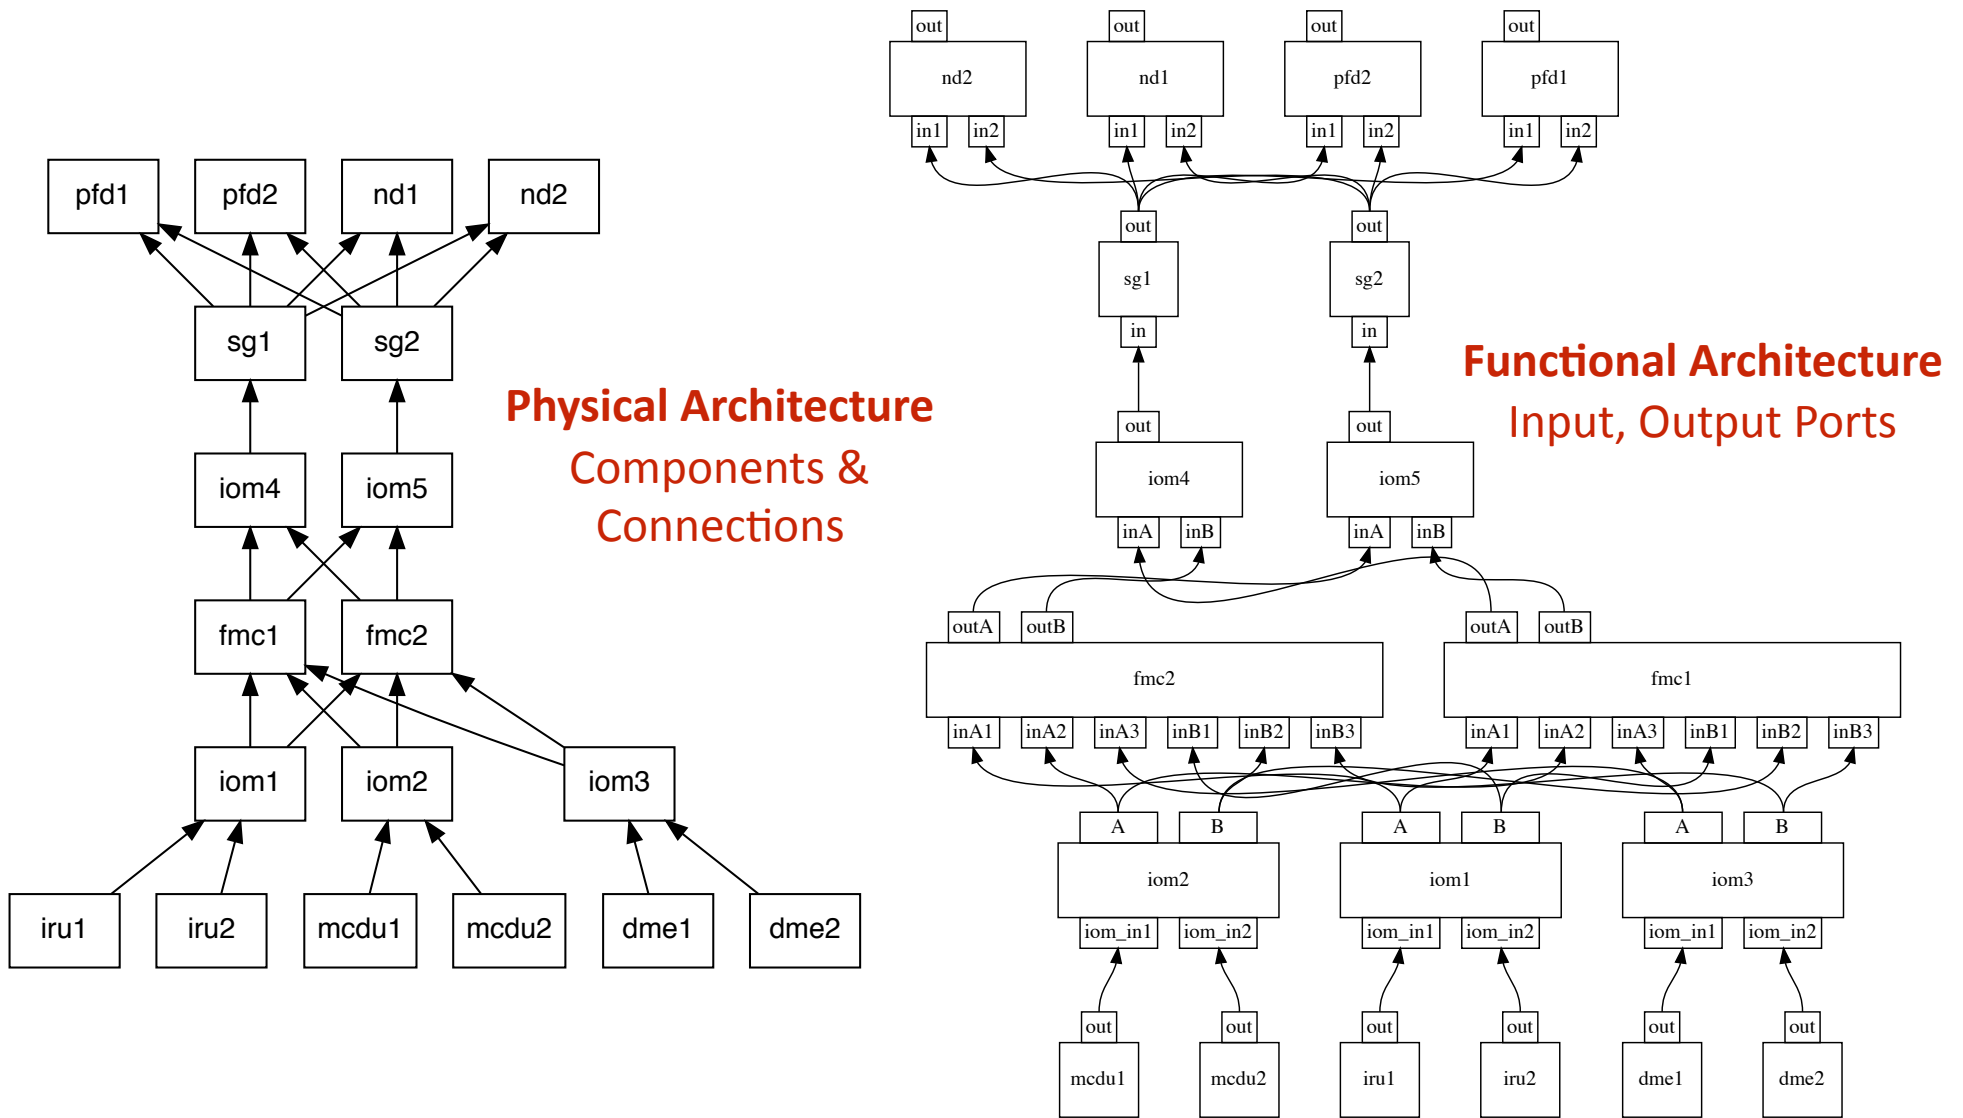 pfd1 pfd2 nd1 nd2
sg1 sg2
iom4 iom5
fmc1 fmc2
iom1 iom2 iom3
iru1 iru2 mcdu1 mcdu2 dme1 dme2
Physical Architecture
Components &
Connections
out out out out
nd2 nd1 pfd2 pfd1
in1 in2 in1 in2 in1 in2 in1 in2
out out
sg1 sg2
in in
out out
iom4 iom5
inA inB inA inB
outA outB outA outB
fmc2 fmc1
inA1 inA2 inA3 inB1 inB2 inB3 inA1 inA2 inA3 inB1 inB2 inB3
A B A B A B
iom2 iom1 iom3
iom_in1 iom_in2 iom_in1 iom_in2 iom_in1 iom_in2
out out out out out out
mcdu1 mcdu2 iru1 iru2 dme1 dme2
Functional Architecture
Input, Output Ports